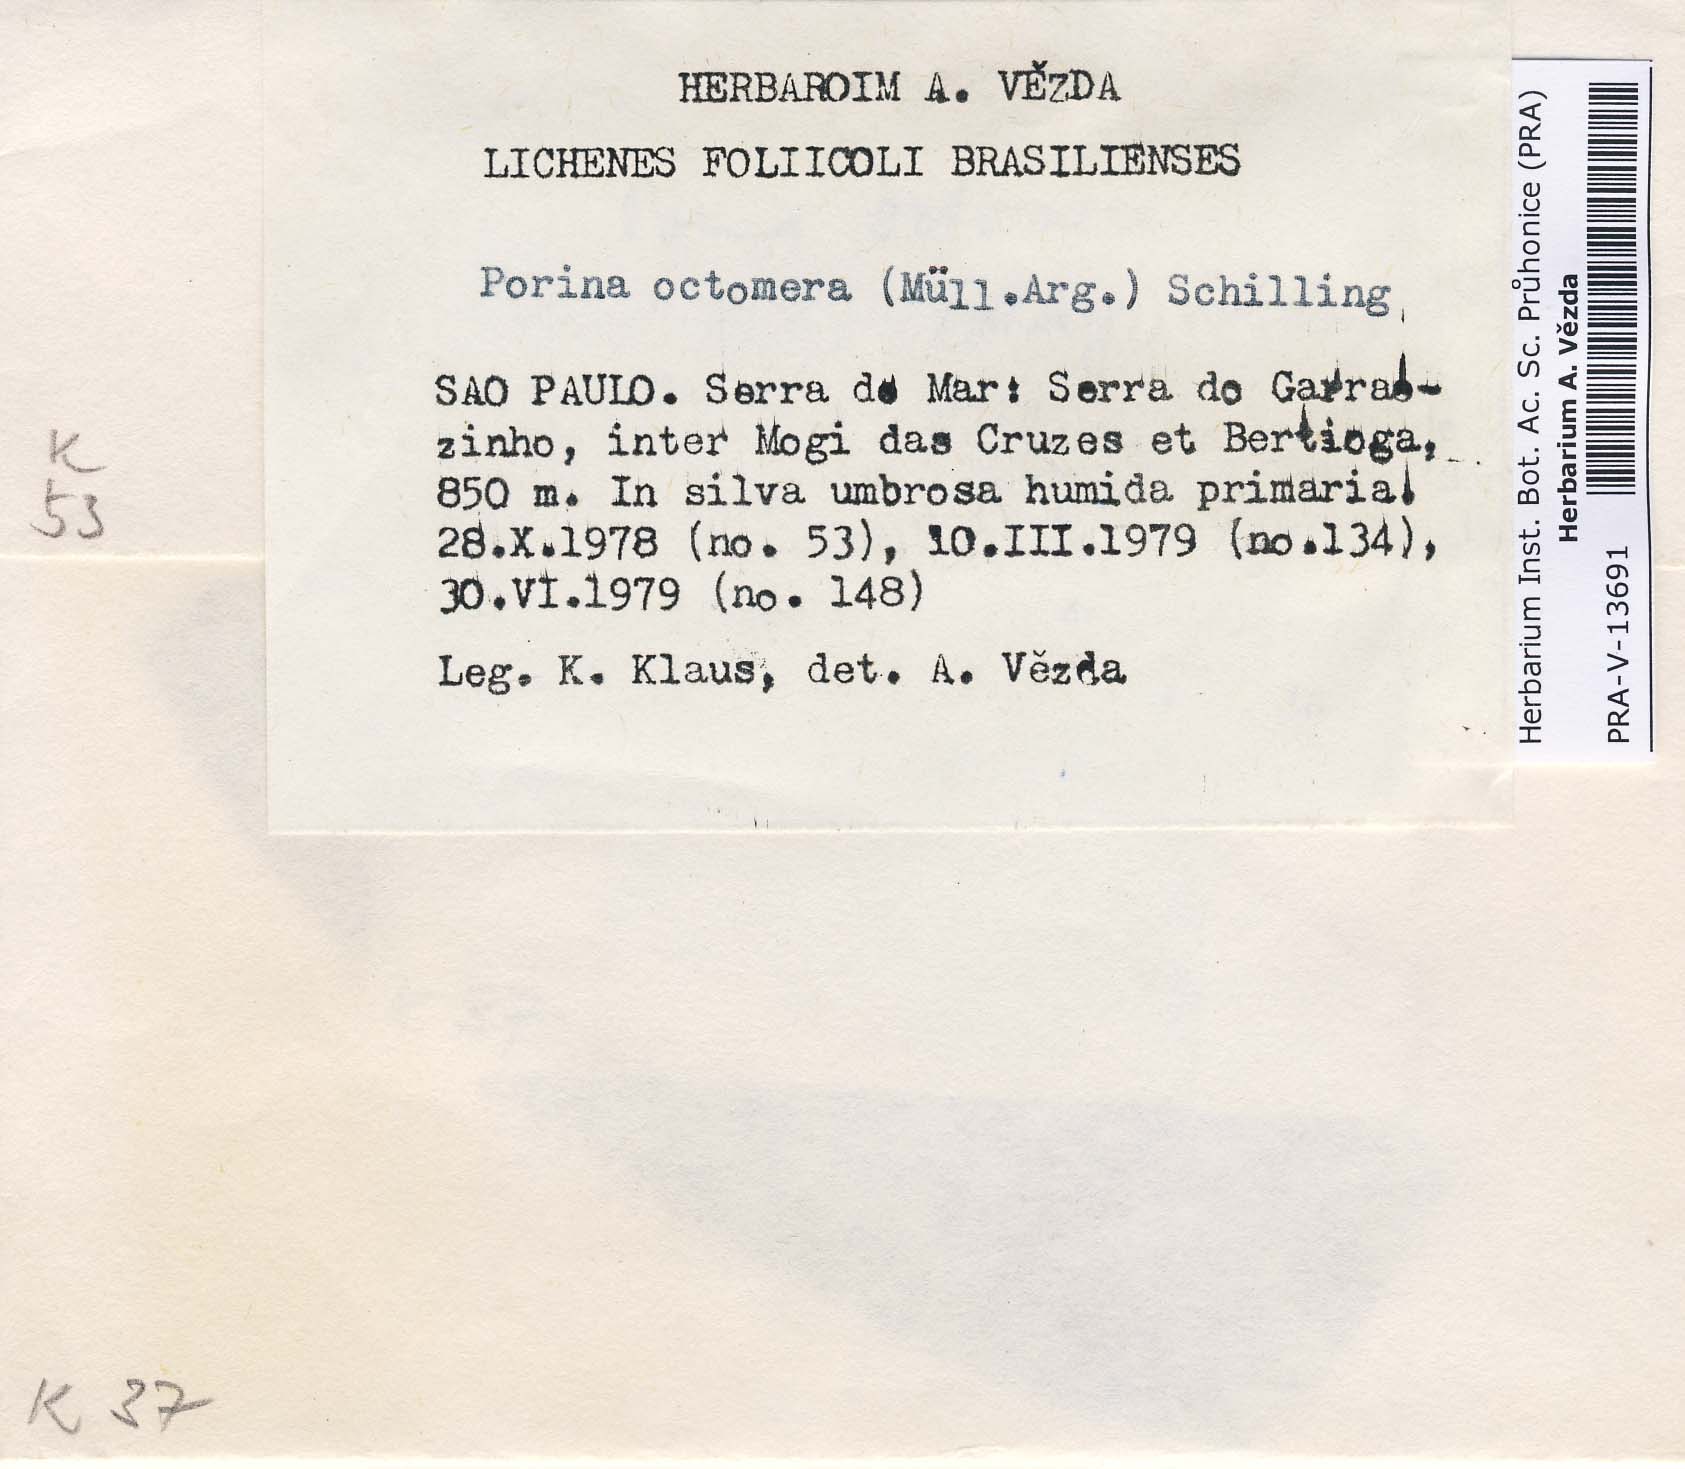 HERBAROIM A. VĚZDA
LICHENES FOLIICOLI BRASILIENSES
Porina octomera (Müll.Arg.) Schilling
SAO PAULO. Serra do Mar: Serra do Garrao-
zinho, inter Mogi das Cruzes et Bertioga,
850 m. In silva umbrosa humida primaria.
28.X.1978 (no. 53), 10.III.1979 (no.134),
30.VI.1979 (no. 148)
Leg. K. Klaus, det. A. Vězda
Herbarium Inst. Bot. Ac. Sc. Průhonice (PRA)
Herbarium A. Vězda
PRA-V-13691
K
53
K 37